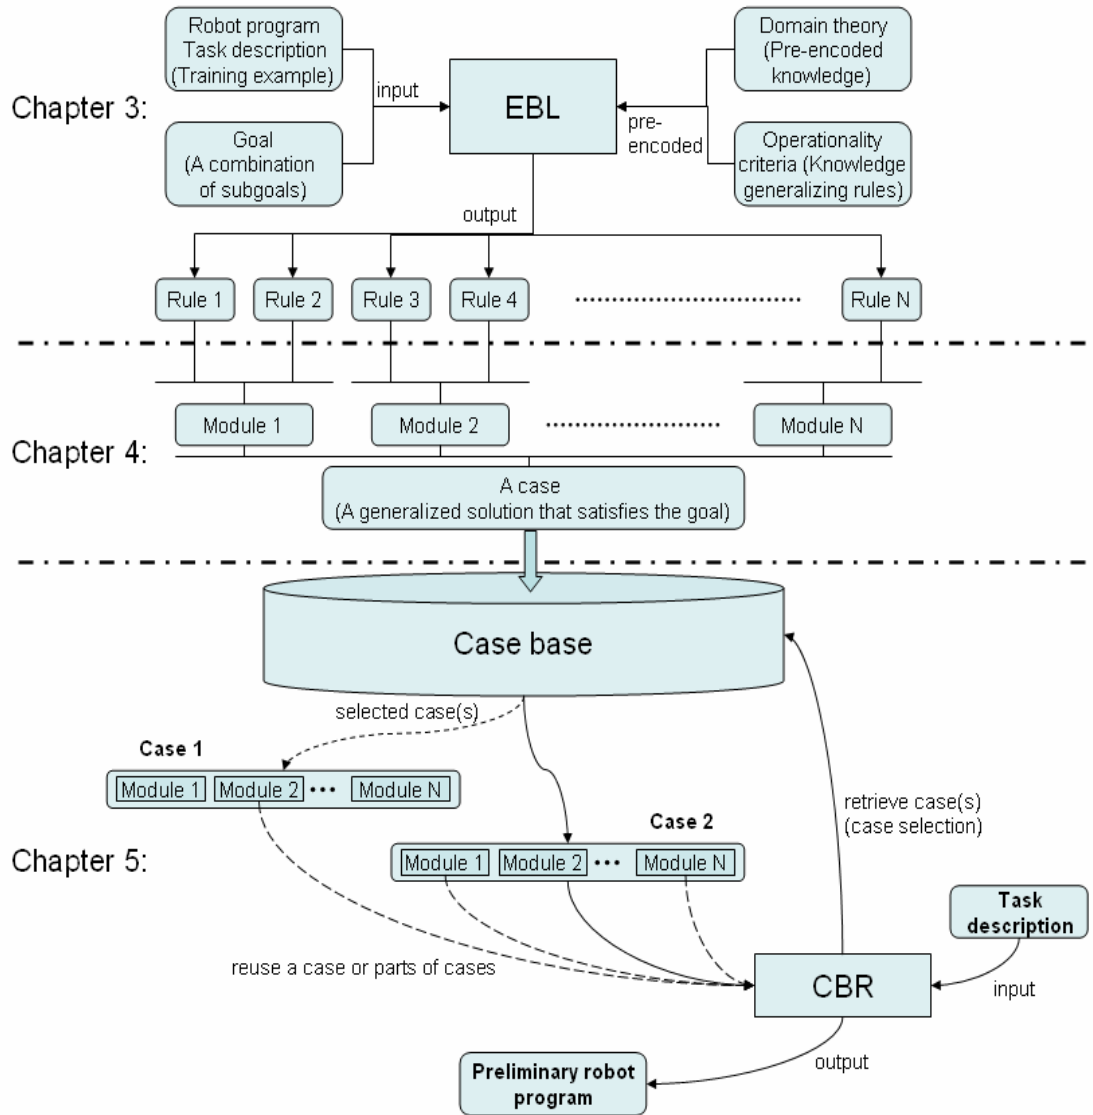 Robot program
Task description
(Training example)
Domain theory
(Pre-encoded
knowledge)
Chapter 3:
input
EBL
pre-
encoded
Goal
(A combination
of subgoals)
Operationality
criteria (Knowledge
generalizing rules)
output
Rule 1
Rule 2
Rule 3
Rule 4
Rule N
Module 1
Module 2
Module N
Chapter 4:
A case
(A generalized solution that satisfies the goal)
Case base
selected case(s)
Case 1
Module 1 Module 2 ••• Module N
retrieve case(s)
(case selection)
Case 2
Module 1 Module 2 ••• Module N
Chapter 5:
Task
description
reuse a case or parts of cases
CBR
input
output
Preliminary robot
program